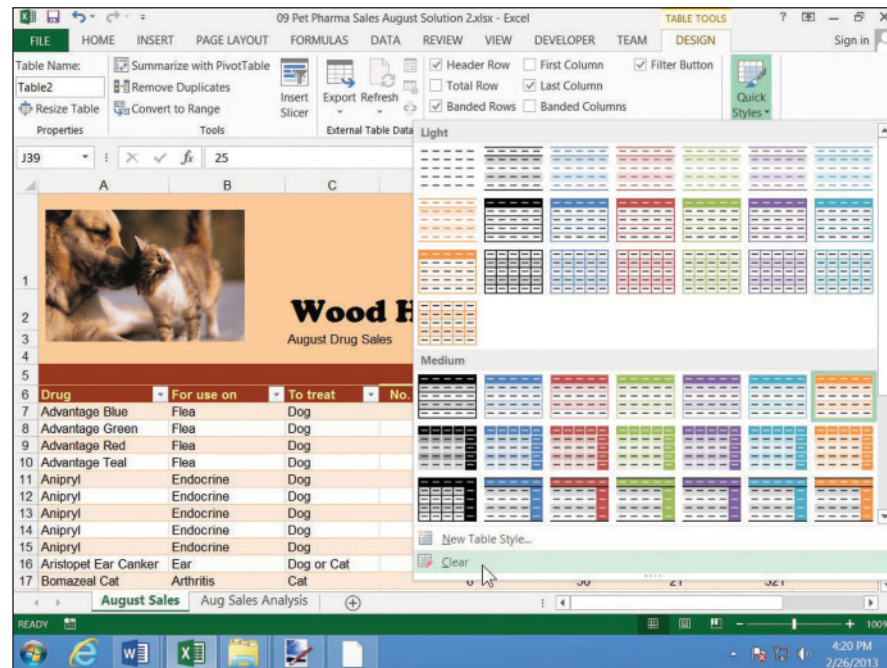 09 Pet Pharma Sales August Solution 2.xlsx - Excel
TABLE TOOLS
FILE HOME INSERT PAGE LAYOUT FORMULAS DATA REVIEW VIEW DEVELOPER TEAM DESIGN Sign in
Table Name:
Table2
Resize Table
Properties
Summarize with PivotTable
Remove Duplicates
Convert to Range
Tools
Insert
Slicer
Export Refresh
External Table Data
Header Row First Column Filter Button
Total Row Last Column
Banded Rows Banded Columns
Quick
Styles
J39 fx 25
Light
Medium
New Table Style...
Clear
A B C
1
2 Wood H
3 August Drug Sales
4
5
6 Drug For use on To treat No.
7 Advantage Blue Flea Dog
8 Advantage Green Flea Dog
9 Advantage Red Flea Dog
10 Advantage Teal Flea Dog
11 Anipryl Endocrine Dog
12 Anipryl Endocrine Dog
13 Anipryl Endocrine Dog
14 Anipryl Endocrine Dog
15 Anipryl Endocrine Dog
16 Aristopet Ear Canker Ear Dog or Cat
17 Bomazeal Cat Arthritis Cat
August Sales Aug Sales Analysis
READY 100%
4:20 PM
2/26/2013